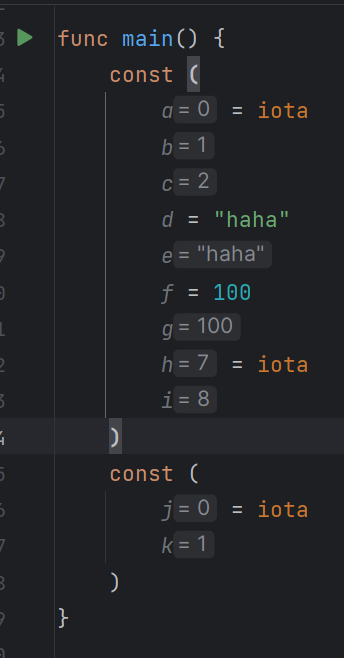 3 func main() {
4 const (
5 a = 0 = iota
6 b = 1
7 c = 2
8 d = "haha"
9 e = "haha"
0 f = 100
1 g = 100
2 h = 7 = iota
3 i = 8
4 )
5 const (
6 j = 0 = iota
7 k = 1
8 )
9 }
0